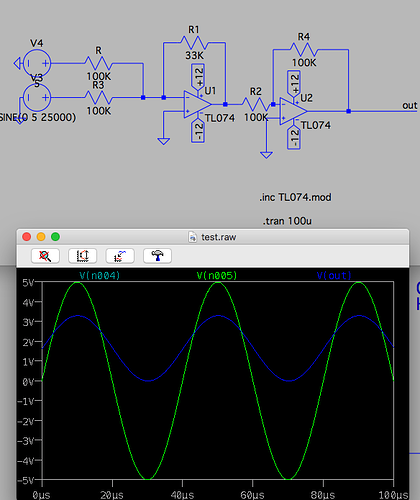 R1
33K
R4
100K
V4
R
100K
+12
+12
V3
5
R3
100K
U1
R2
100K
U2
out
SINE(0 5 25000)
TL074
TL074
-12
-12
.inc TL074.mod
.tran 100u
test.raw
V(n004) V(n005) V(out)
5V
4V
3V
2V
1V
0V
-1V
-2V
-3V
-4V
-5V
0µs 20µs 40µs 60µs 80µs 100µs